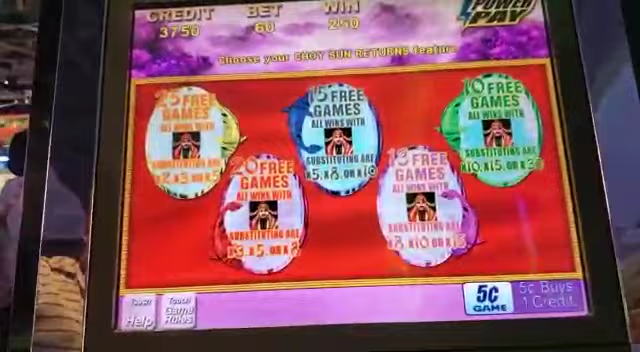 CREDIT BET WIN
3750 60 250
POWER PAY
Choose your CHOY SUN RETURNS feature
25 FREE
GAMES
ALL WINS WITH
SUBSTITUTING ARE
X2,X3,OR X5
20 FREE
GAMES
ALL WINS WITH
SUBSTITUTING ARE
X3,X5,OR X8
15 FREE
GAMES
ALL WINS WITH
SUBSTITUTING ARE
X5,X8,OR X10
13 FREE
GAMES
ALL WINS WITH
SUBSTITUTING ARE
X8,X10 OR X15
10 FREE
GAMES
ALL WINS WITH
SUBSTITUTING ARE
X10,X15,OR X30
Touch
Help
Touch
Game
Rules
5¢
GAME
5¢ Buys
1 Credit